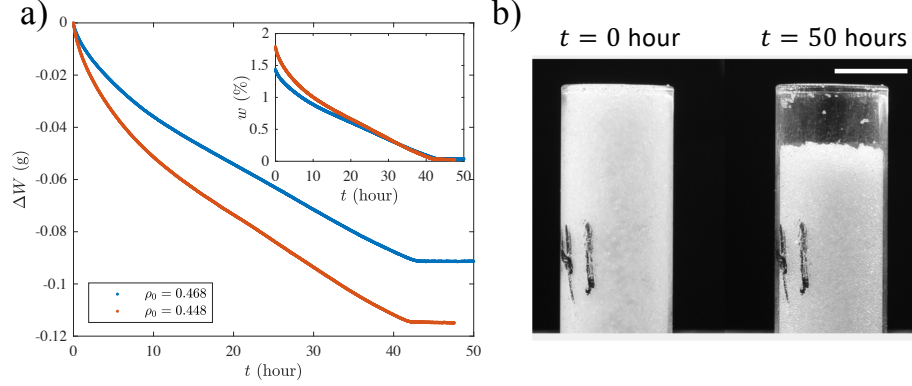 a)
0
-0.02
-0.04
-0.06
-0.08
-0.1
-0.12
ΔW (g)
0 10 20 30 40 50
t (hour)
ρ₀ = 0.468
ρ₀ = 0.448
2
1.5
1
0.5
0
w (%)
0 10 20 30 40 50
t (hour)
b)
t = 0 hour
t = 50 hours